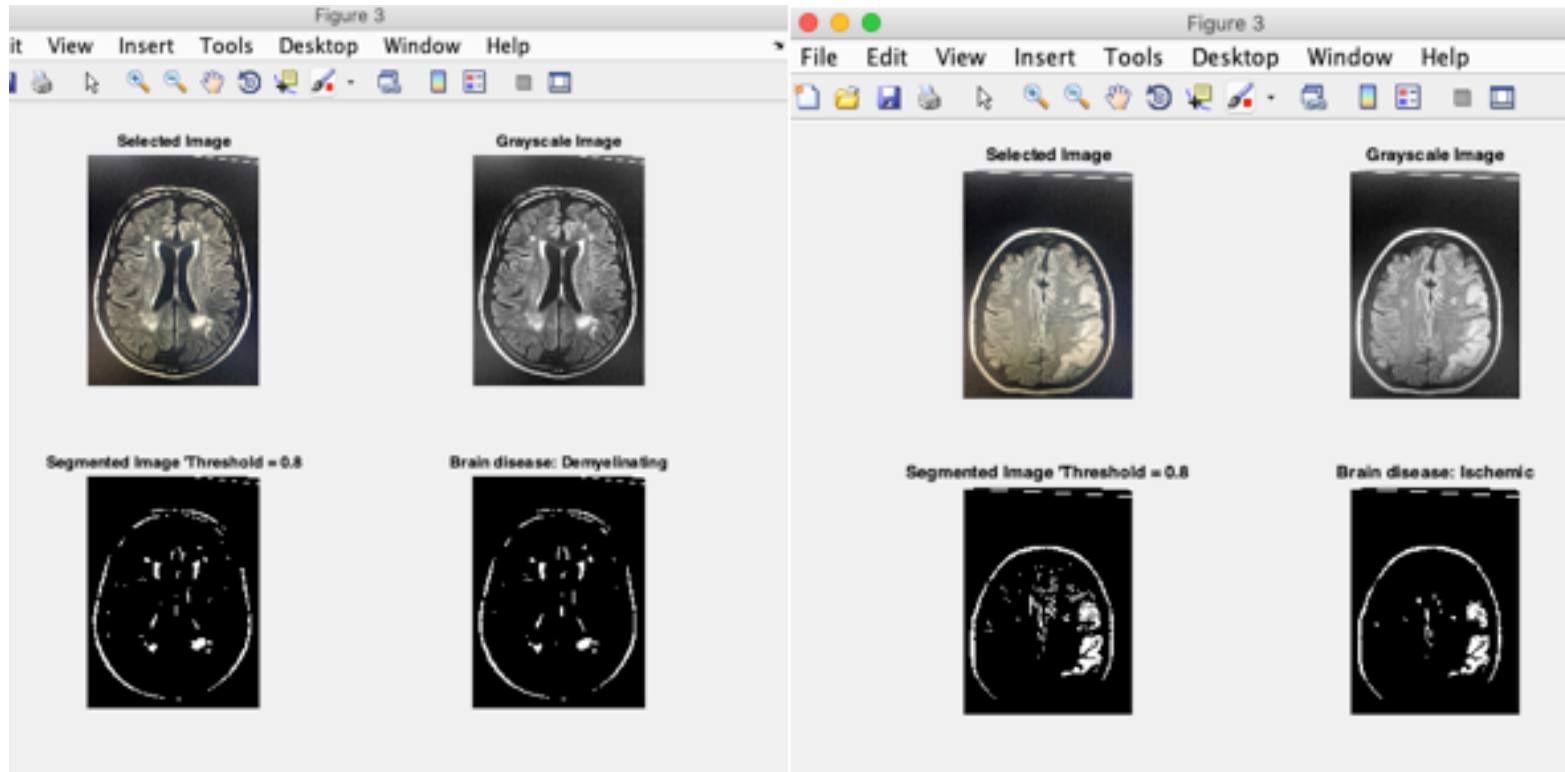 Figure 3
it View Insert Tools Desktop Window Help
Selected Image
Grayscale Image
Segmented Image 'Threshold = 0.8
Brain disease: Demyelinating
Figure 3
File Edit View Insert Tools Desktop Window Help
Selected Image
Grayscale Image
Segmented Image 'Threshold = 0.8
Brain disease: Ischemic